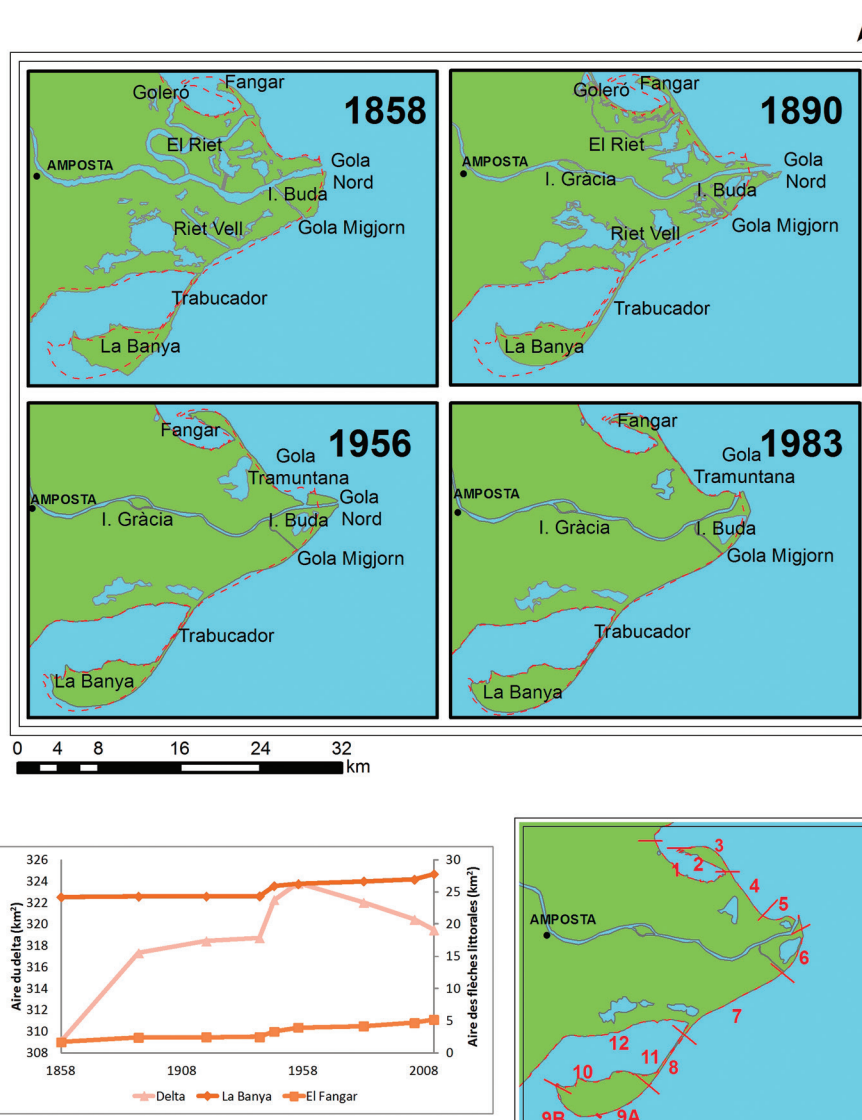 Goleró
Fangar
1858
El Riet
AMPOSTA
Gola
Nord
I. Buda
Riet Vell
Gola Migjorn
Trabucador
La Banya
Goleró
Fangar
1890
El Riet
AMPOSTA
I. Gràcia
Gola
Nord
I. Buda
Riet Vell
Gola Migjorn
Trabucador
La Banya
Fangar
1956
Gola
Tramuntana
AMPOSTA
Gola
Nord
I. Gràcia
I. Buda
Gola Migjorn
Trabucador
La Banya
Fangar
1983
Gola
Tramuntana
AMPOSTA
I. Gràcia
I. Buda
Gola Migjorn
Trabucador
La Banya
0 4 8 16 24 32
km
Aire du delta (km²)
326
324
322
320
318
316
314
312
310
308
30
25
20
15
10
5
0
Aire des flèches littorales (km²)
1858 1908 1958 2008
Delta La Banya El Fangar
3
2
1
4
5
AMPOSTA
6
7
12
11
8
10
9B
9A